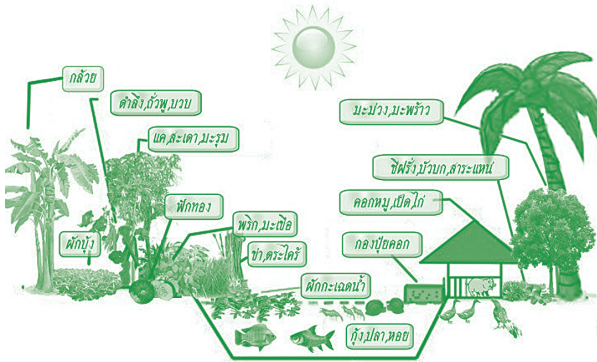 กล้วย
ตำลึง,ถั่วพู,บวบ
แค,สะเดา,มะรุม
ฟักทอง
ผักบุ้ง
พริก,มะเขือ
ข่า,ตระไคร้
ผักกะเฉดน้ำ
กุ้ง,ปลา,หอย
มะม่วง,มะพร้าว
ชีฝรั่ง,บัวบก,สาระแหน่
คอกหมู,เป็ด,ไก่
กองปุ๋ยคอก